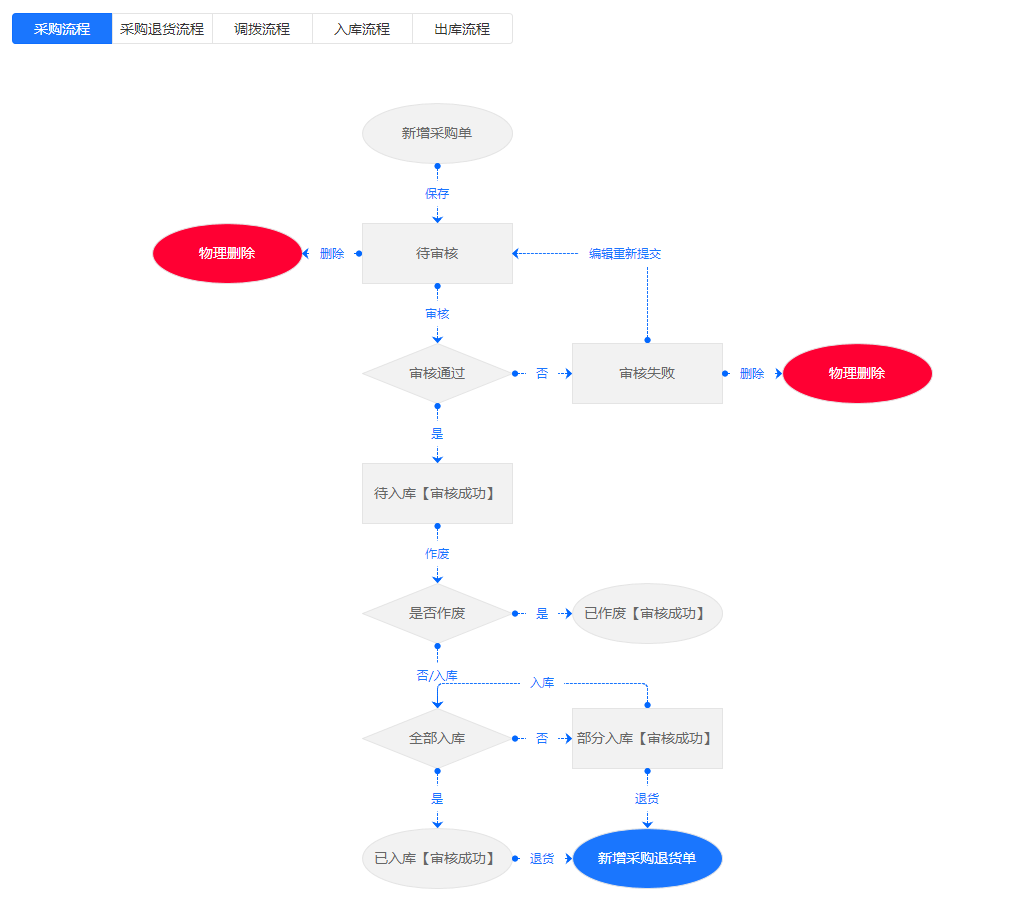 采购流程
采购退货流程
调拨流程
入库流程
出库流程
新增采购单
保存
物理删除
删除
待审核
编辑重新提交
审核
审核通过
否
审核失败
删除
物理删除
是
待入库【审核成功】
作废
是否作废
是
已作废【审核成功】
否/入库
入库
全部入库
否
部分入库【审核成功】
是
退货
已入库【审核成功】
退货
新增采购退货单